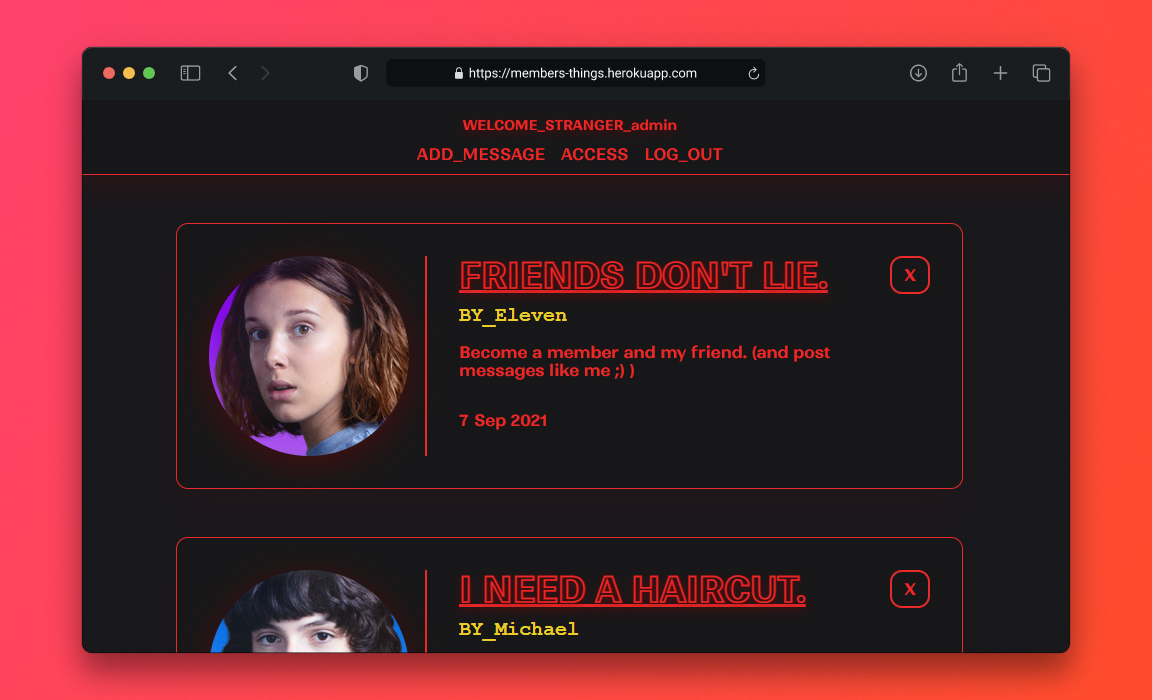 https://members-things.herokuapp.com
WELCOME_STRANGER_admin
ADD_MESSAGE ACCESS LOG_OUT
FRIENDS DON'T LIE.
X
BY_Eleven
Become a member and my friend. (and post
messages like me ;) )
7 Sep 2021
I NEED A HAIRCUT.
X
BY_Michael